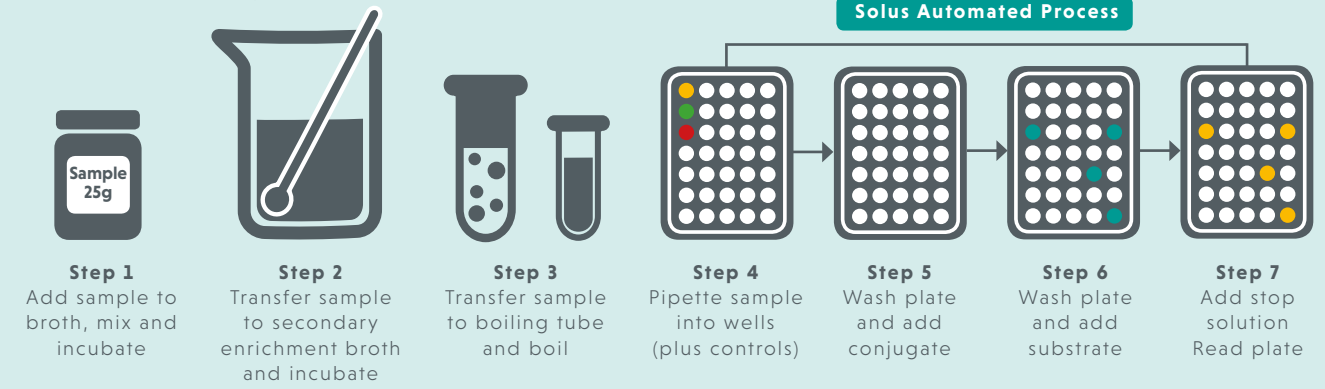 Solus Automated Process
Sample
25g
Step 1
Add sample to
broth, mix and
incubate
Step 2
Transfer sample
to secondary
enrichment broth
and incubate
Step 3
Transfer sample
to boiling tube
and boil
Step 4
Pipette sample
into wells
(plus controls)
Step 5
Wash plate
and add
conjugate
Step 6
Wash plate
and add
substrate
Step 7
Add stop
solution
Read plate